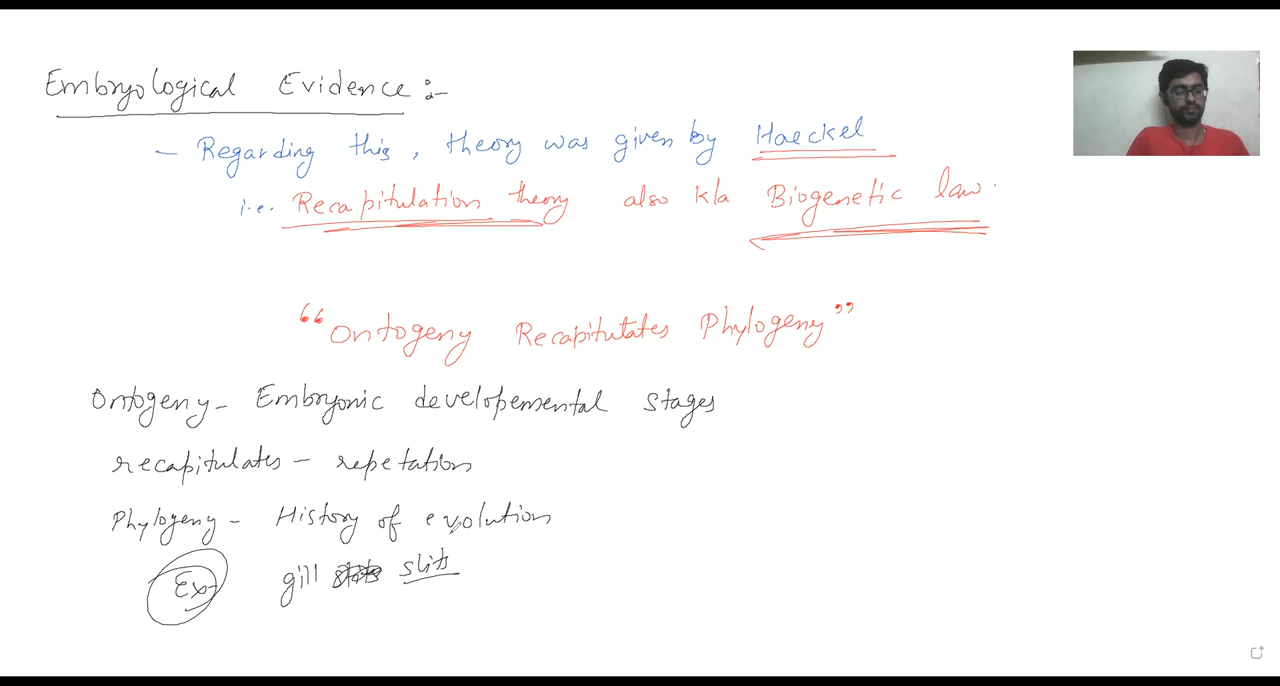 Embryological Evidence :-
- Regarding this, theory was given by Haeckel
i.e. Recapitulation theory also k/a Biogenetic law.
"Ontogeny Recapitulates Phylogeny"
Ontogeny - Embryonic developemental stages
recapitulates - repetation
Phylogeny - History of evolution
Ex- gill slits